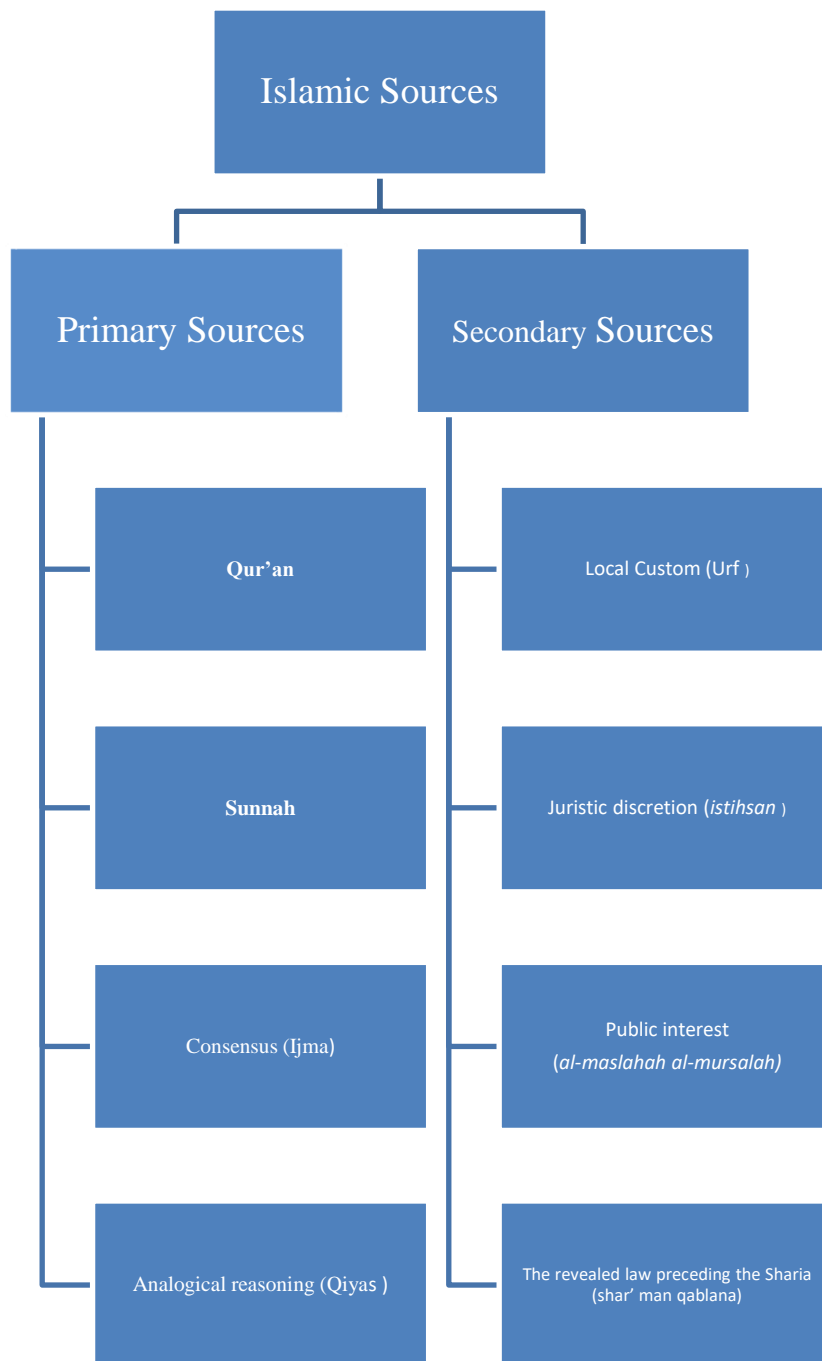 Islamic Sources
Primary Sources
Qur’an
Sunnah
Consensus (Ijma)
Analogical reasoning (Qiyas )
Secondary Sources
Local Custom (Urf )
Juristic discretion (istihsan )
Public interest
(al-maslahah al-mursalah)
The revealed law preceding the Sharia
(shar’ man qablana)